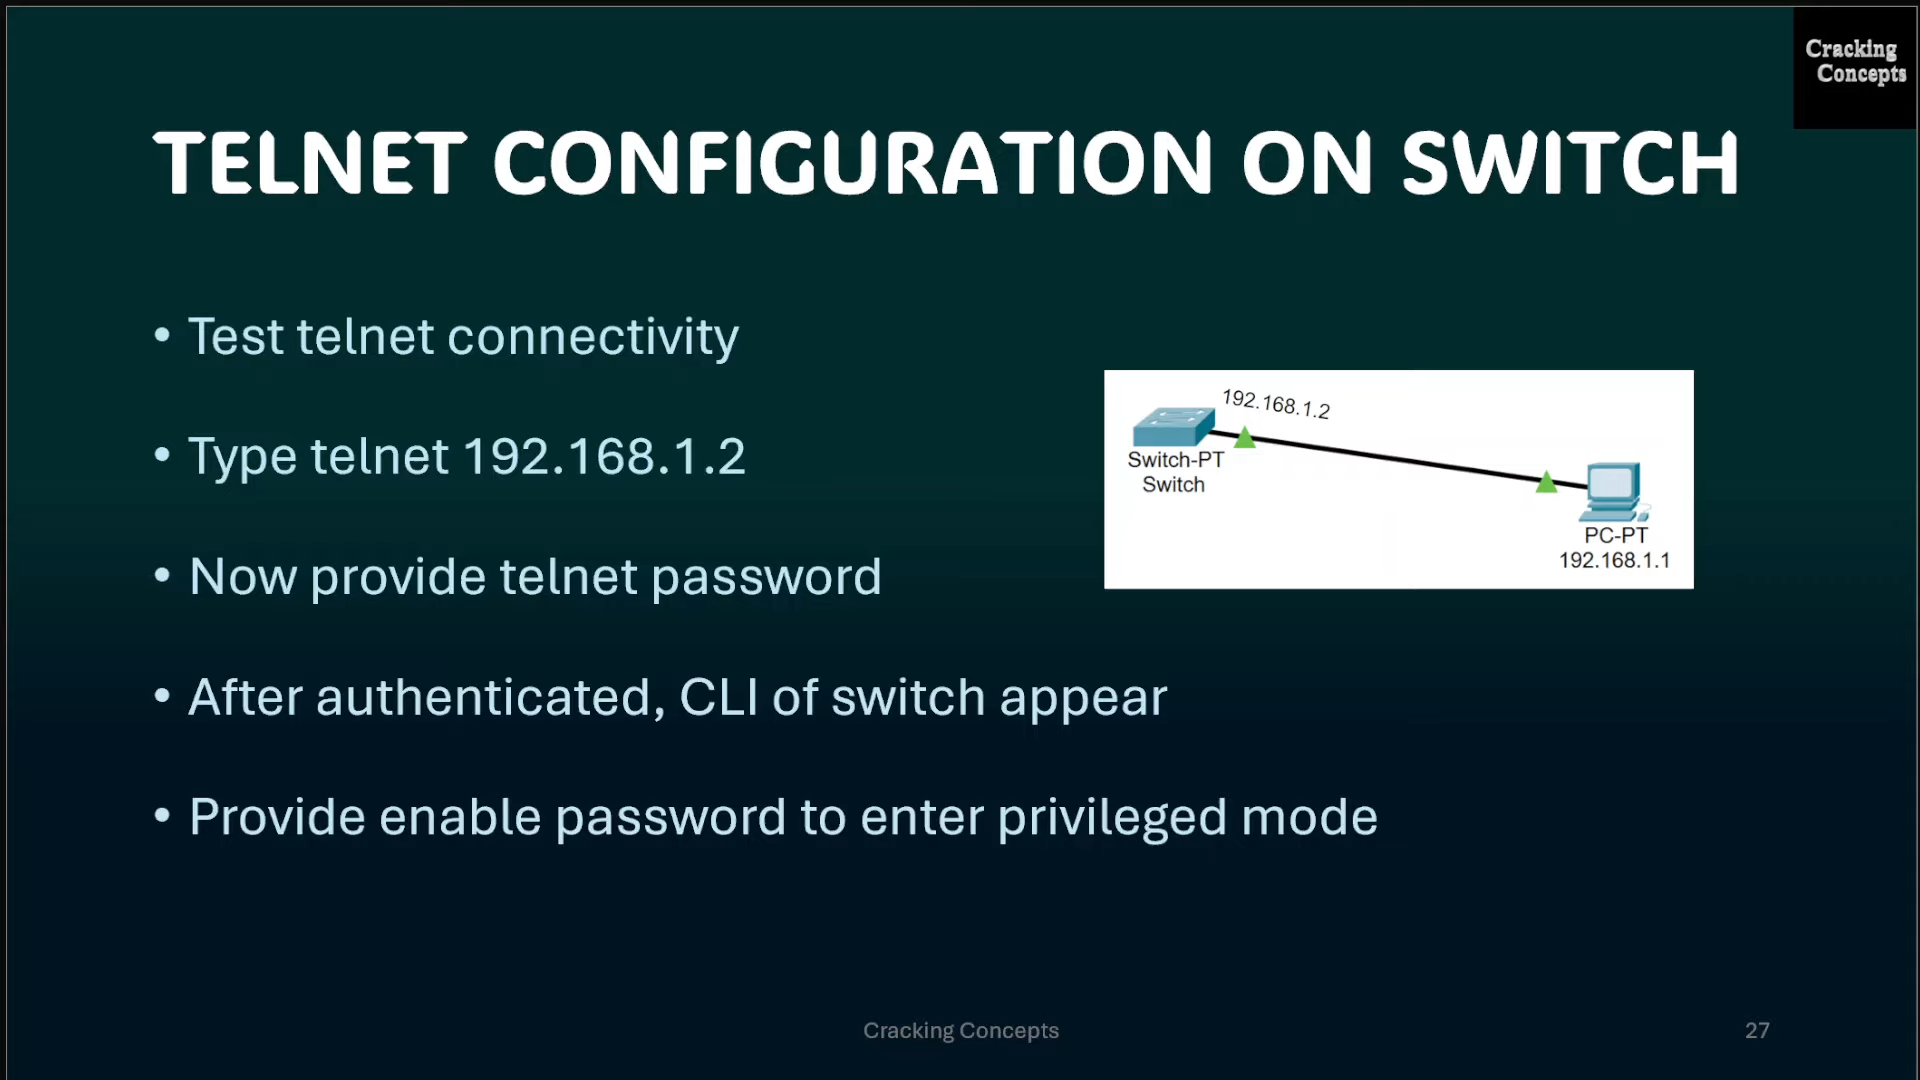 Cracking
Concepts
TELNET CONFIGURATION ON SWITCH
• Test telnet connectivity
• Type telnet 192.168.1.2
• Now provide telnet password
• After authenticated, CLI of switch appear
• Provide enable password to enter privileged mode
192.168.1.2
Switch-PT
Switch
PC-PT
192.168.1.1
Cracking Concepts
27